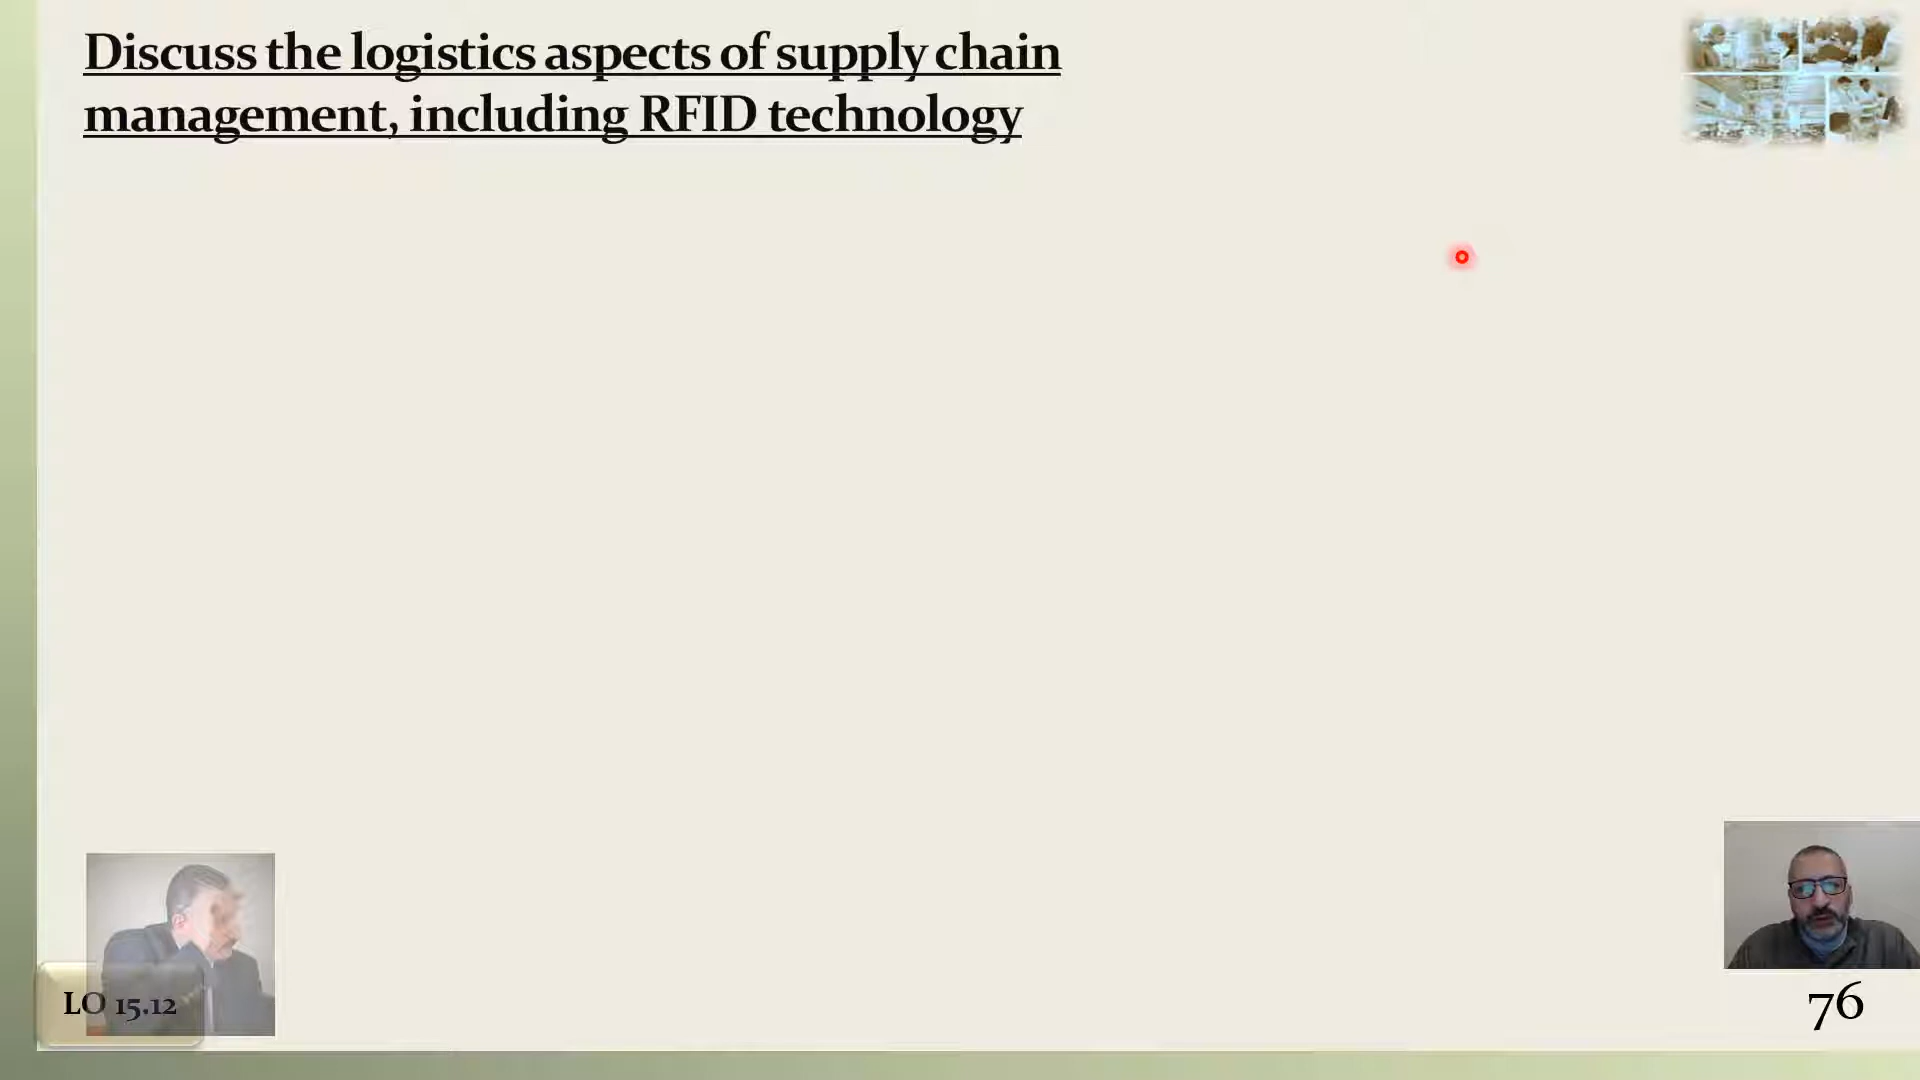 Discuss the logistics aspects of supply chain
management, including RFID technology
LO 15.12
76